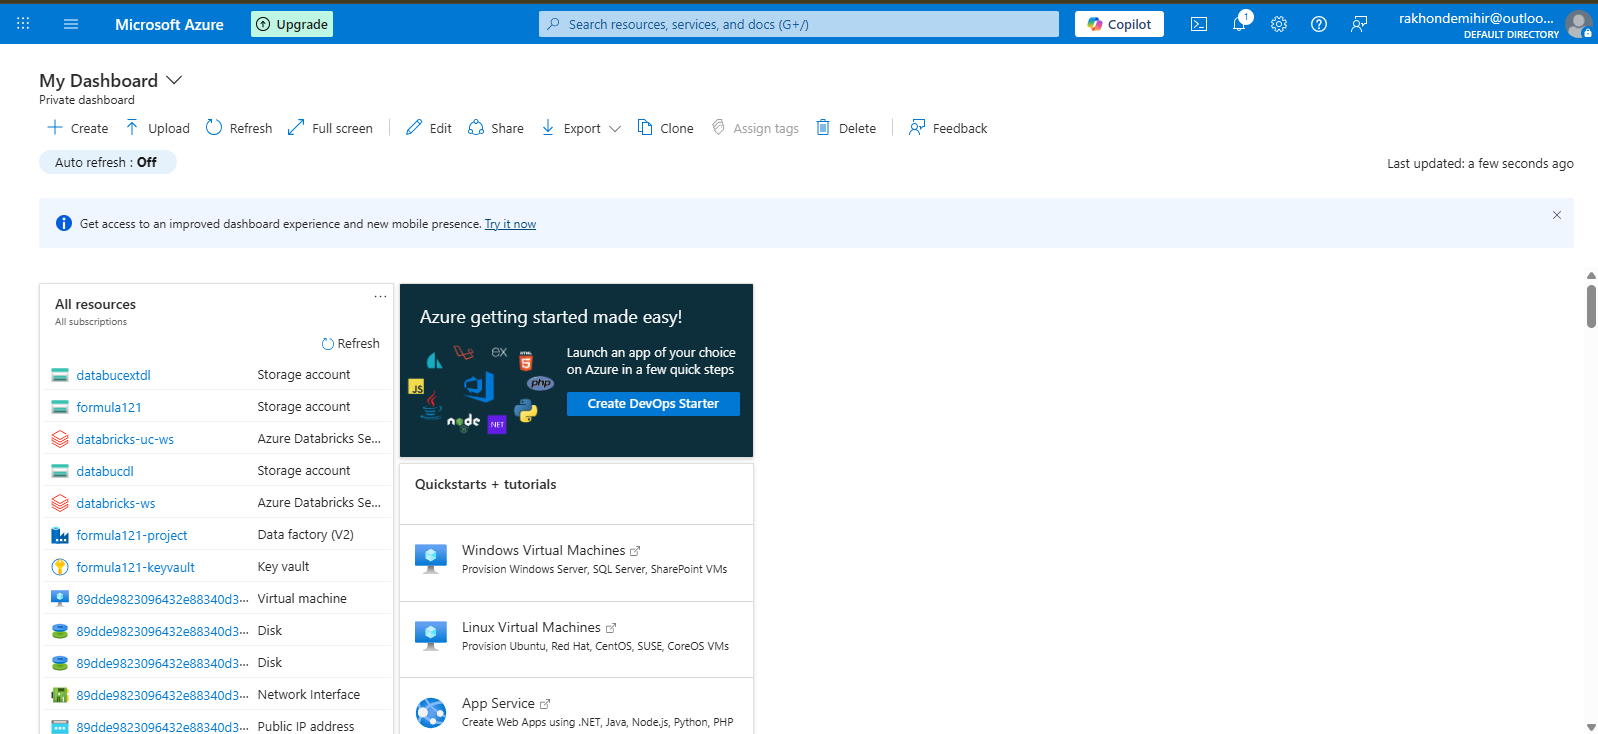 Microsoft Azure
Upgrade
Search resources, services, and docs (G+/)
Copilot
1
rakhondemihir@outloo...
DEFAULT DIRECTORY
My Dashboard
Private dashboard
Create
Upload
Refresh
Full screen
Edit
Share
Export
Clone
Assign tags
Delete
Feedback
Auto refresh : Off
Last updated: a few seconds ago
Get access to an improved dashboard experience and new mobile presence. Try it now
All resources
All subscriptions
Refresh
databucextdl Storage account
formula121 Storage account
databricks-uc-ws Azure Databricks Se...
databucdl Storage account
databricks-ws Azure Databricks Se...
formula121-project Data factory (V2)
formula121-keyvault Key vault
89dde9823096432e88340d3... Virtual machine
89dde9823096432e88340d3... Disk
89dde9823096432e88340d3... Disk
89dde9823096432e88340d3... Network Interface
89dde9823096432e88340d3... Public IP address
Azure getting started made easy!
Launch an app of your choice
on Azure in a few quick steps
Create DevOps Starter
EX
HTML
5
JS
php
node
NET
Quickstarts + tutorials
Windows Virtual Machines
Provision Windows Server, SQL Server, SharePoint VMs
Linux Virtual Machines
Provision Ubuntu, Red Hat, CentOS, SUSE, CoreOS VMs
App Service
Create Web Apps using .NET, Java, Node.js, Python, PHP